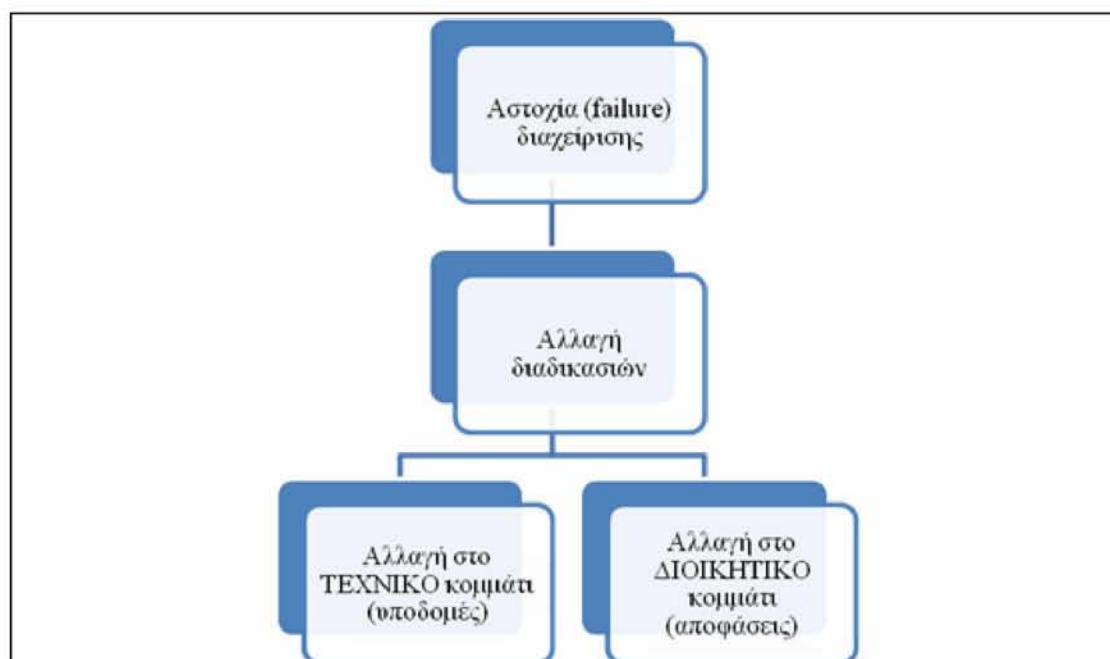 Αστοχία (failure)
διαχείρισης
Αλλαγή
διαδικασιών
Αλλαγή στο
ΤΕΧΝΙΚΟ κομμάτι
(υποδομές)
Αλλαγή στο
ΔΙΟΙΚΗΤΙΚΟ
κομμάτι
(αποφάσεις)